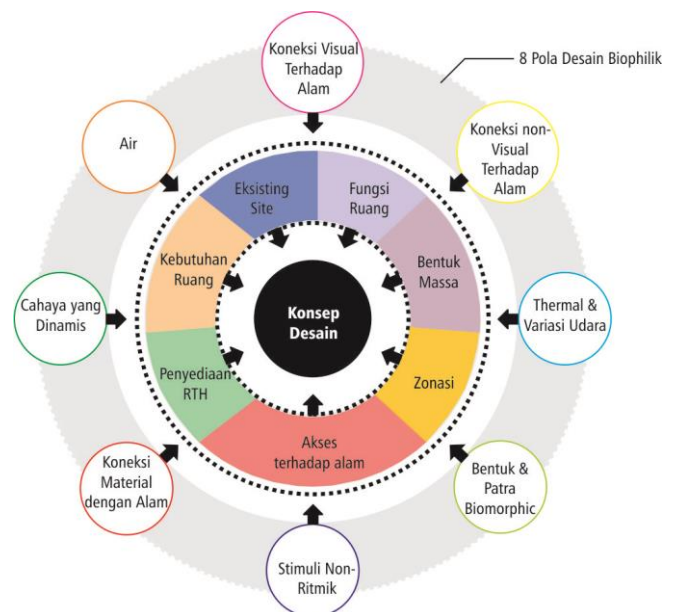 Koneksi Visual
Terhadap
Alam
8 Pola Desain Biophilik
Koneksi non-
Visual
Terhadap
Alam
Thermal &
Variasi Udara
Bentuk &
Patra
Biomorphic
Stimuli Non-
Ritmik
Koneksi
Material
dengan Alam
Cahaya yang
Dinamis
Air
Eksisting
Site
Fungsi
Ruang
Bentuk
Massa
Zonasi
Akses
terhadap alam
Penyediaan
RTH
Kebutuhan
Ruang
Konsep
Desain